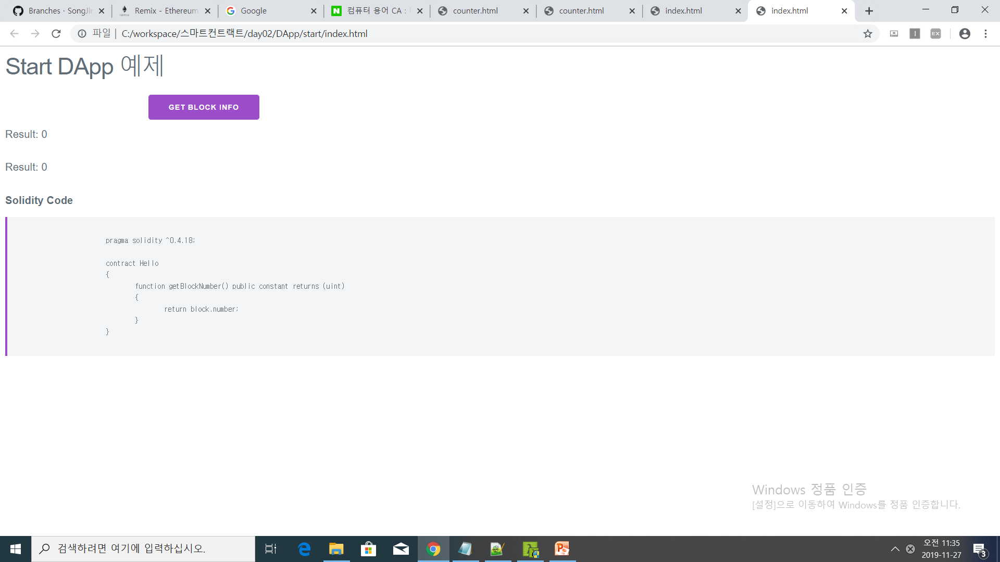 Branches · SongJi
Remix - Ethereum
Google
컴퓨터 용어 CA :
counter.html
counter.html
index.html
index.html
파일 | C:/workspace/스마트컨트랙트/day02/DApp/start/index.html
EX
Start DApp 예제
GET BLOCK INFO
Result: 0
Result: 0
Solidity Code
pragma solidity ^0.4.18;
contract Hello
{
function getBlockNumber() public constant returns (uint)
{
return block.number;
}
}
Windows 정품 인증
[설정]으로 이동하여 Windows를 정품 인증합니다.
검색하려면 여기에 입력하십시오.
오전 11:35
2019-11-27
3